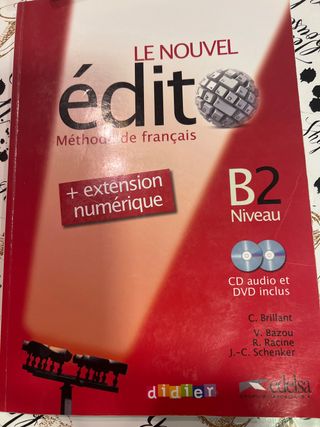 LE NOUVEL
édito
Méthode de français
+ extension
numérique
B2
Niveau
CD audio et
DVD inclus
C. Brillant
V. Bazou
R. Racine
J.-C. Schenker
didier
edelsa